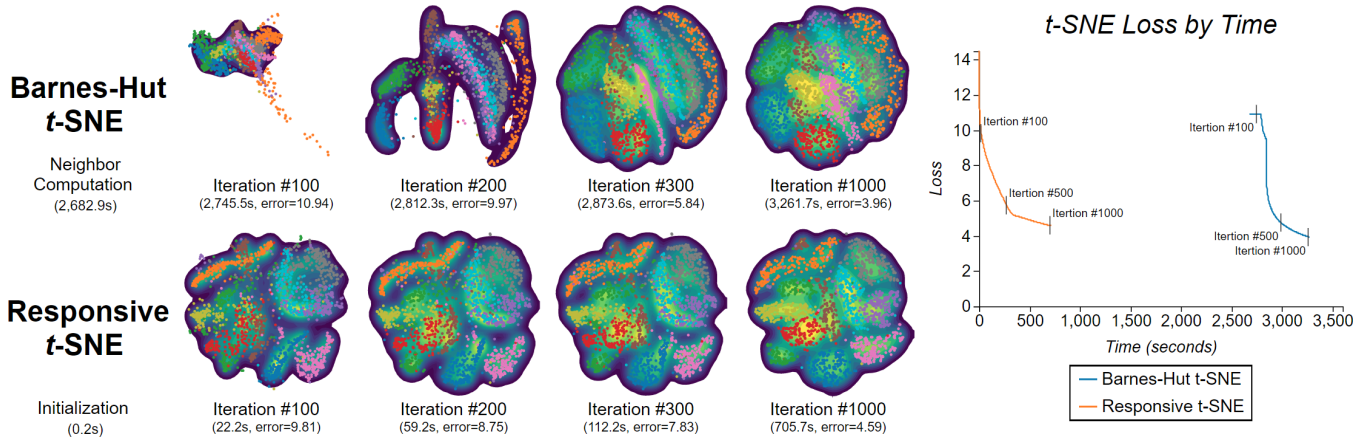 Barnes-Hut
t-SNE
Neighbor
Computation
(2,682.9s)
Iteration #100
(2,745.5s, error=10.94)
Iteration #200
(2,812.3s, error=9.97)
Iteration #300
(2,873.6s, error=5.84)
Iteration #1000
(3,261.7s, error=3.96)
Responsive
t-SNE
Initialization
(0.2s)
Iteration #100
(22.2s, error=9.81)
Iteration #200
(59.2s, error=8.75)
Iteration #300
(112.2s, error=7.83)
Iteration #1000
(705.7s, error=4.59)
t-SNE Loss by Time
Loss
14
12
10
8
6
4
2
0
Itertion #100
Itertion #500
Itertion #1000
Itertion #100
Itertion #500
Itertion #1000
0
500
1,000
1,500
2,000
2,500
3,000
3,500
Time (seconds)
Barnes-Hut t-SNE
Responsive t-SNE